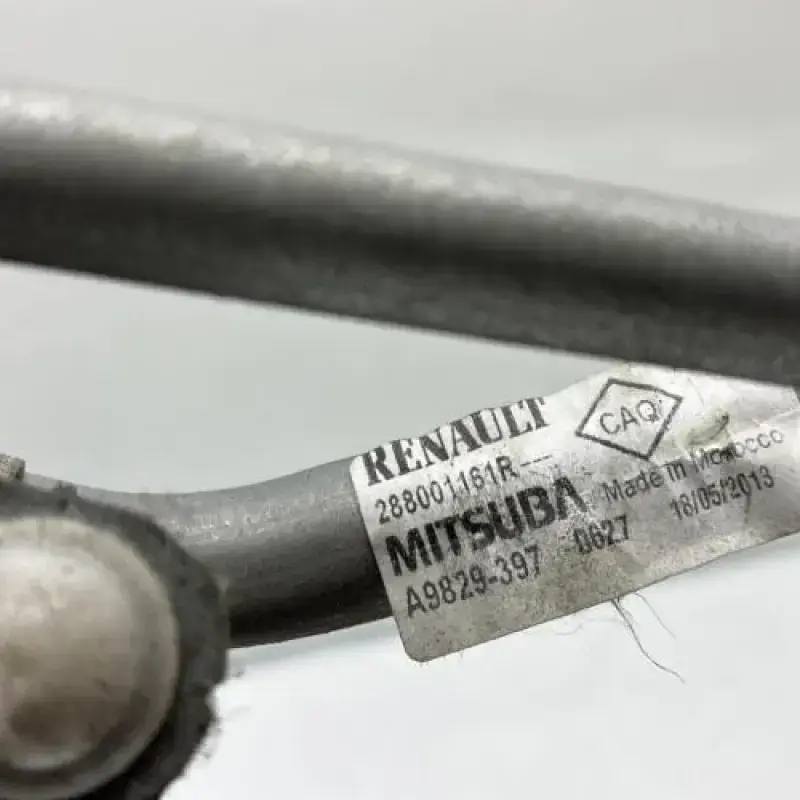 RENAULT
CAQ
288001161R---
Made in Morocco
MITSUBA
18/05/2013
A9829-397 -0627